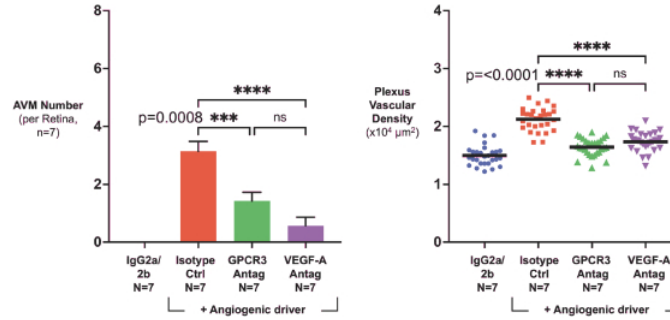 8
6
4
2
0
AVM Number
(per Retina,
n=7)
****
p=0.0008 *** ns
IgG2a/ Isotype GPCR3 VEGF-A
2b Ctrl Antag Antag
N=7 N=7 N=7 N=7
+ Angiogenic driver
4
3
2
1
0
Plexus
Vascular
Density
(x10⁴ µm²)
****
p=<0.0001 **** ns
IgG2a/ Isotype GPCR3 VEGF-A
2b Ctrl Antag Antag
N=7 N=7 N=7 N=7
+ Angiogenic driver